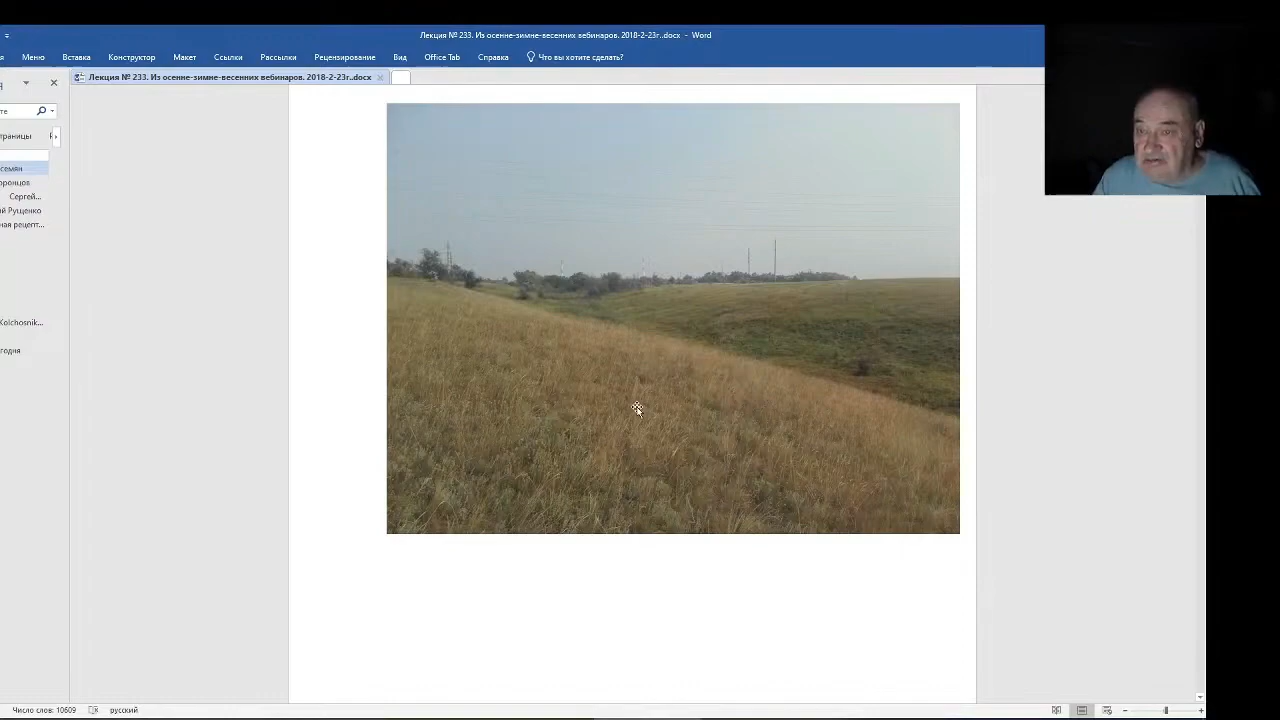 Лекция № 233. Из осенне-зимне-весенних вебинаров. 2018-2-23г..docx - Word
Меню Вставка Конструктор Макет Ссылки Рассылки Рецензирование Вид Office Tab Справка Что вы хотите сделать?
Лекция № 233. Из осенне-зимне-весенних вебинаров. 2018-2-23г..docx
семян
Сергей...
Рущенко
рецепт...
Kolchosnik...
Число слов: 10609 русский